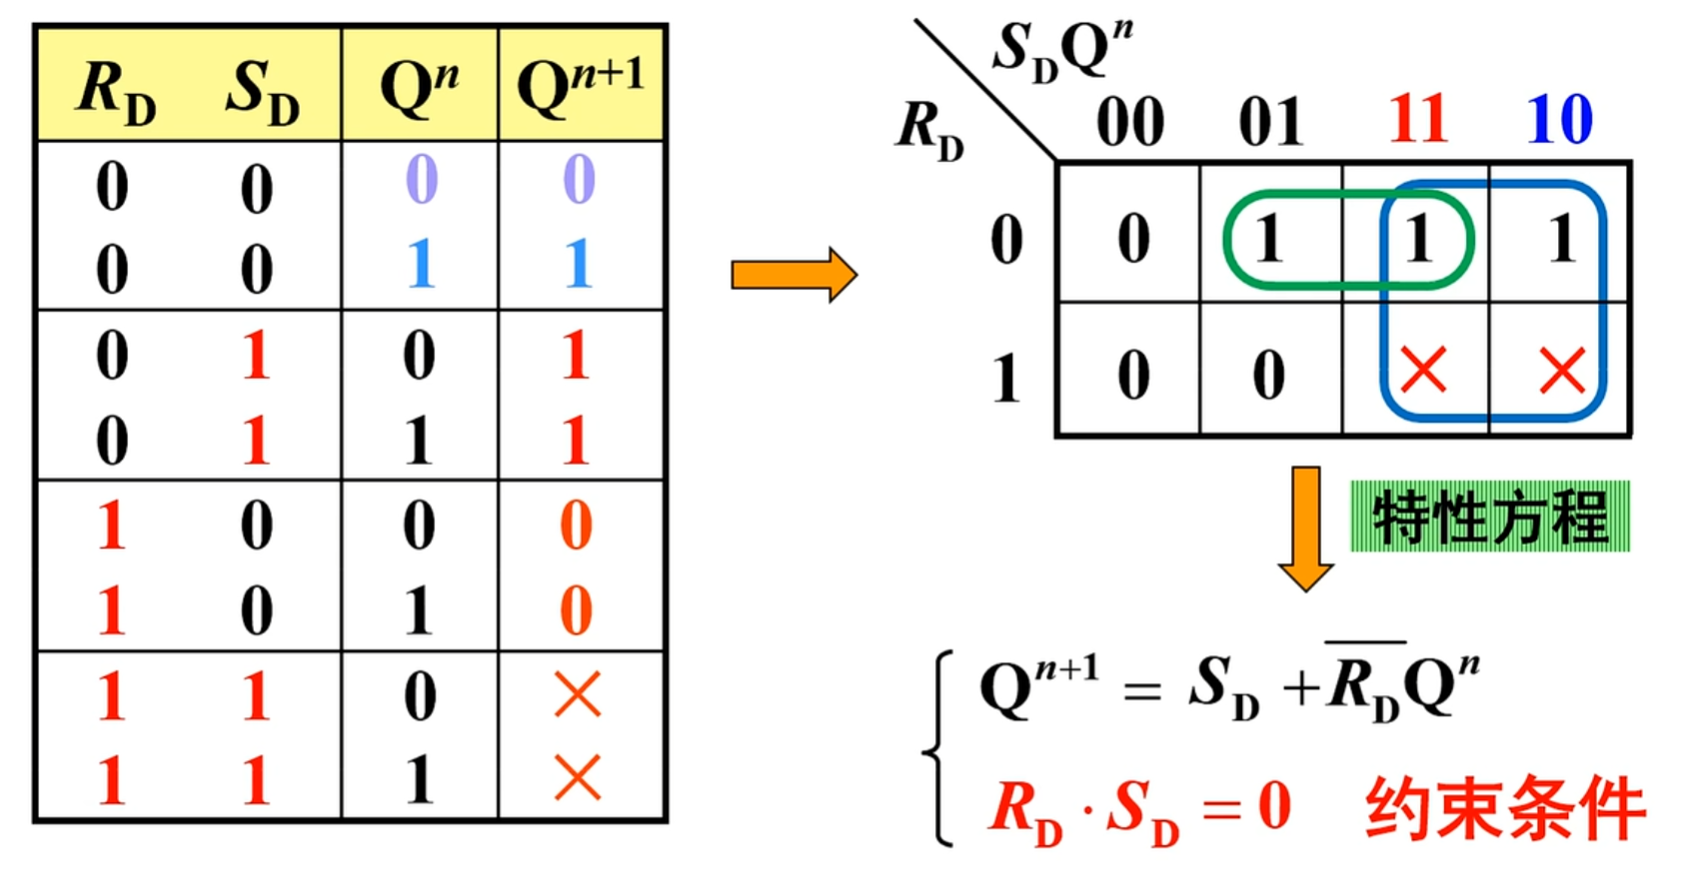 R_D S_D Q^n Q^{n+1}
0 0 0 0
0 0 1 1
0 1 0 1
0 1 1 1
1 0 0 0
1 0 1 0
1 1 0 ×
1 1 1 ×
S_D Q^n
R_D 00 01 11 10
0 0 1 1 1
1 0 0 × ×
特性方程
Q^{n+1} = S_D + \overline{R_D} Q^n
R_D · S_D = 0 约束条件